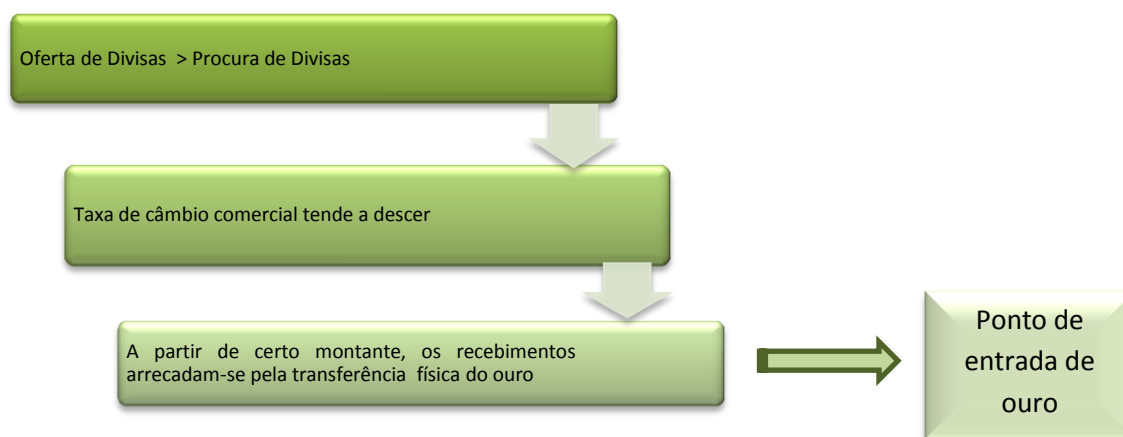 Oferta de Divisas > Procura de Divisas
Taxa de câmbio comercial tende a descer
A partir de certo montante, os recebimentos
arrecadam-se pela transferência física do ouro
Ponto de
entrada de
ouro